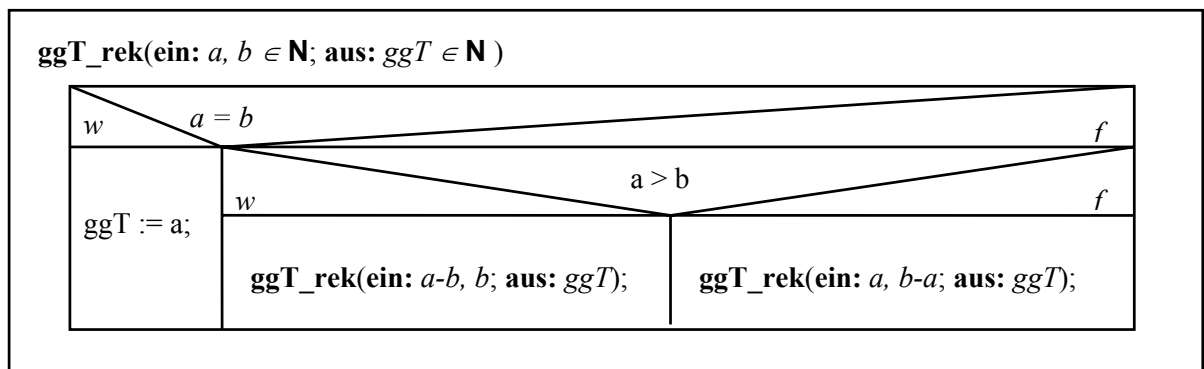 ggT_rek(ein: a, b ∈ N; aus: ggT ∈ N )
a = b
w
f
a > b
w
f
ggT := a;
ggT_rek(ein: a-b, b; aus: ggT);
ggT_rek(ein: a, b-a; aus: ggT);